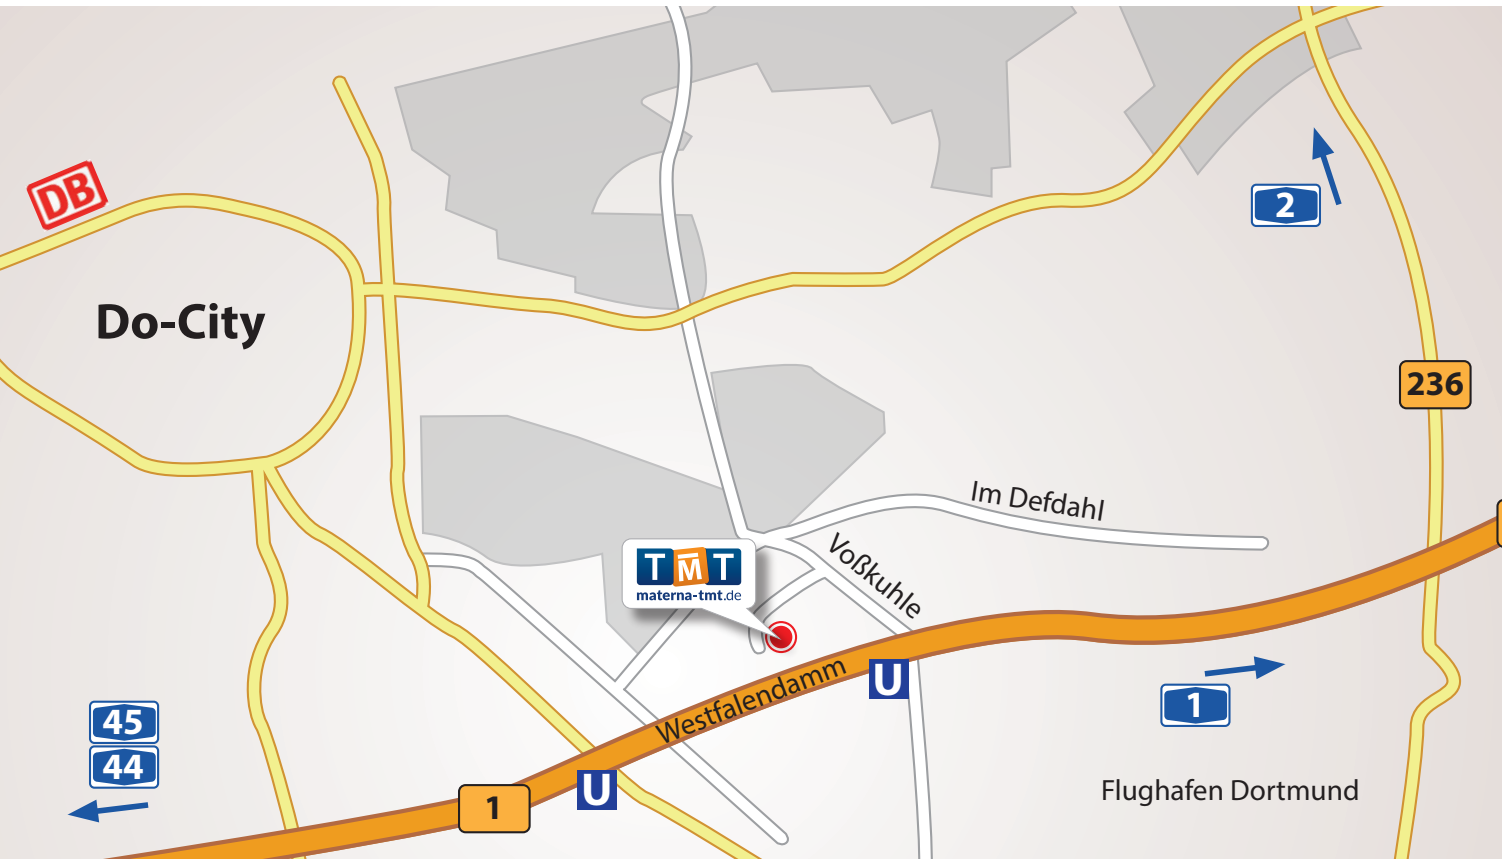 DB
2
Do-City
236
Im Defdahl
Voßkuhle
TMT
materna-tmt.de
Westfalendamm
U
1
45
44
Flughafen Dortmund
U
1